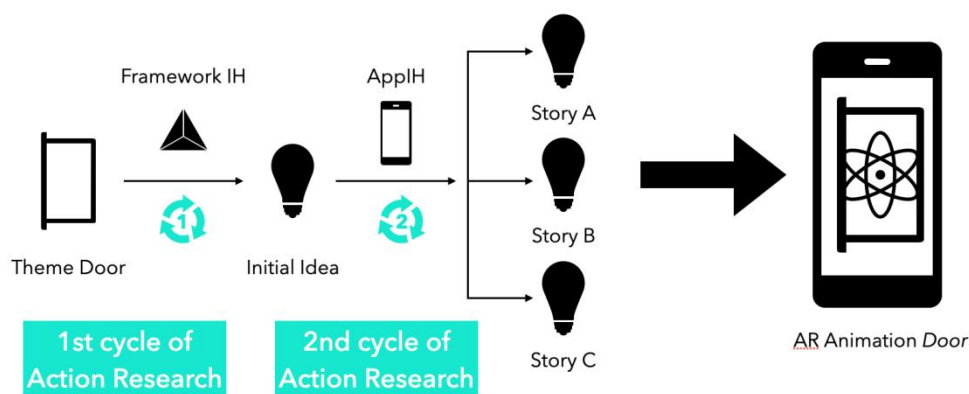 Framework IH
AppIH
Story A
1
2
Theme Door
Initial Idea
Story B
1st cycle of
Action Research
2nd cycle of
Action Research
Story C
AR Animation Door